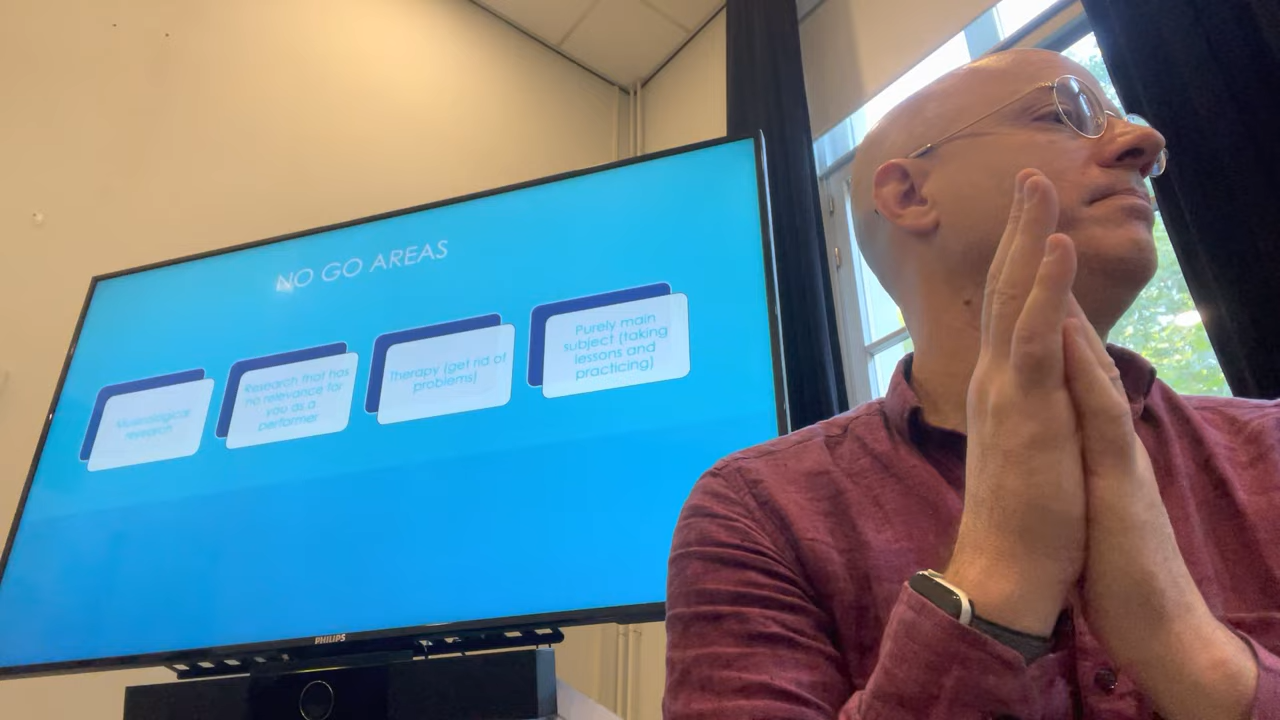 NO GO AREAS
Musicological
research
Research that has
no relevance for
you as a
performer
Therapy (get rid of
problems)
Purely main
subject (taking
lessons and
practicing)
PHILIPS